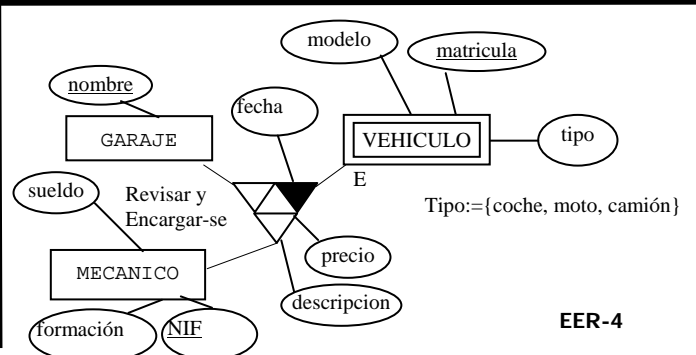 modelo
matricula
nombre
fecha
GARAJE
VEHICULO
tipo
E
sueldo
Revisar y
Encargar-se
Tipo:={coche, moto, camión}
precio
MECANICO
descripcion
formación
NIF
EER-4